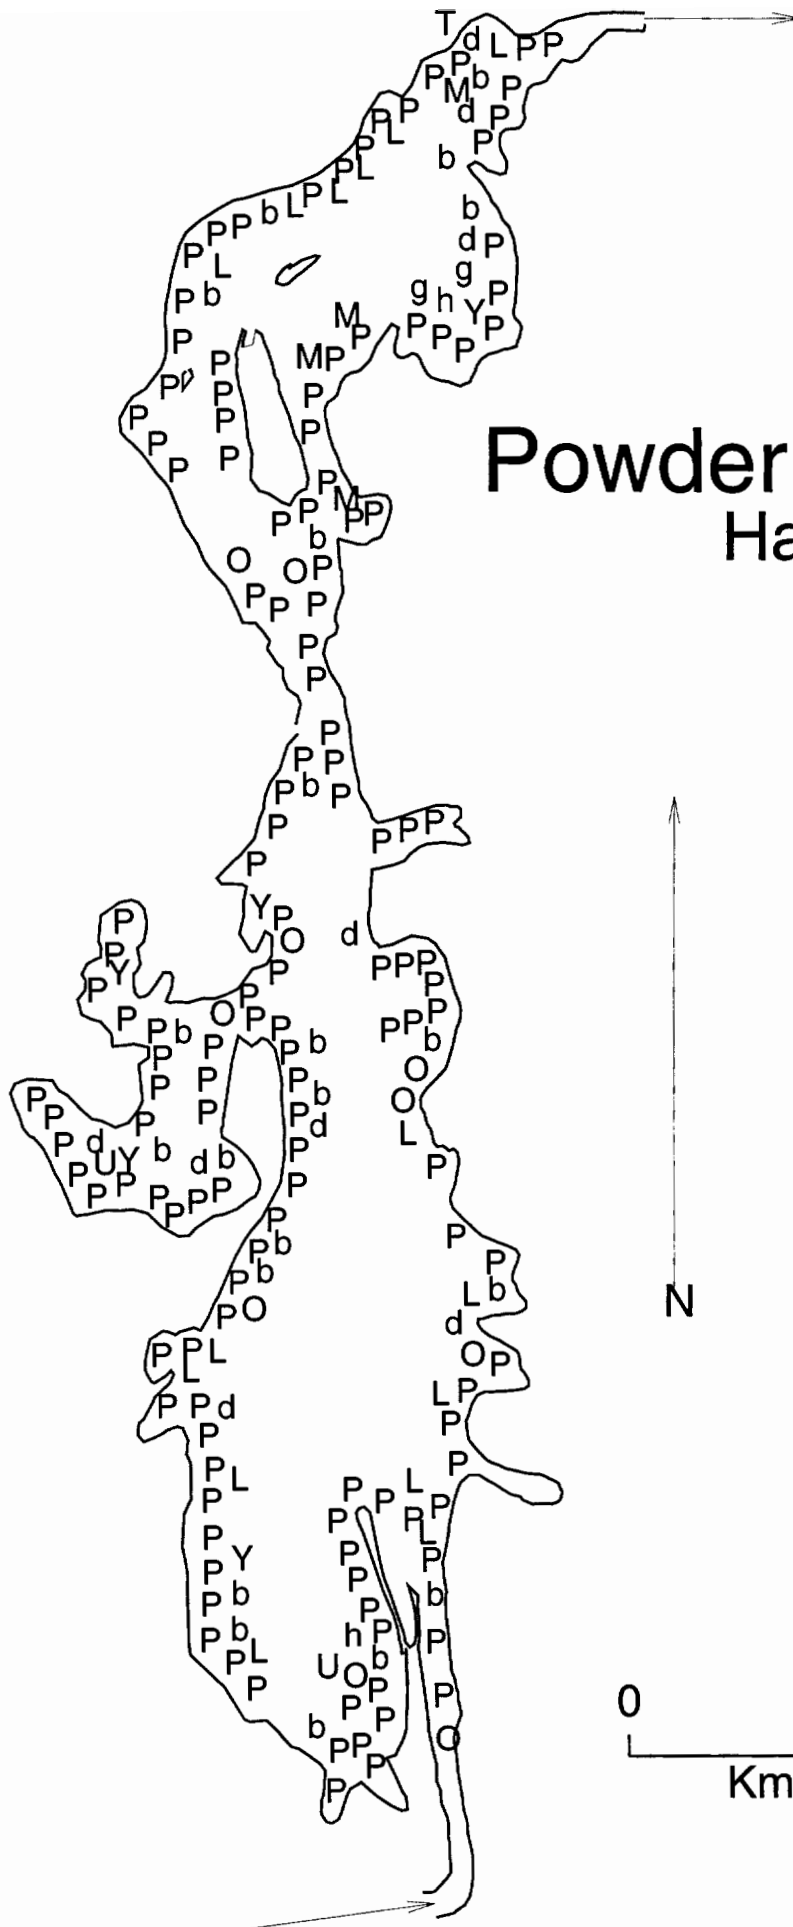 T
d L P P
P P b
M P
d
P L P
P P
b
P L
P L
P P b L P L
b
P L
d P
g
P b
g h Y P
M
P
P P P P P
P
M P
P
P
P
P
P
P
P P
P
P
P
P M
Powder
P P P P
b
Ha
O O P
P P P
P
P
P
P P
P b P
P
P P P
P
Y P
P O d
P
Y P P P P
P P P
P P b O P P P P P b
P P P b O
P P P b
P P P P d O
P P d U Y b d b P L
P P P P P P P P P
P b P
P b P
P O L b N
d
P P L O P
L
P P d L P
P P
P L P
P P P L P
P P P L
P Y P P
P b P b
P b h P P
P L U O b
P P P
0
b P P O
P P P
Km
P